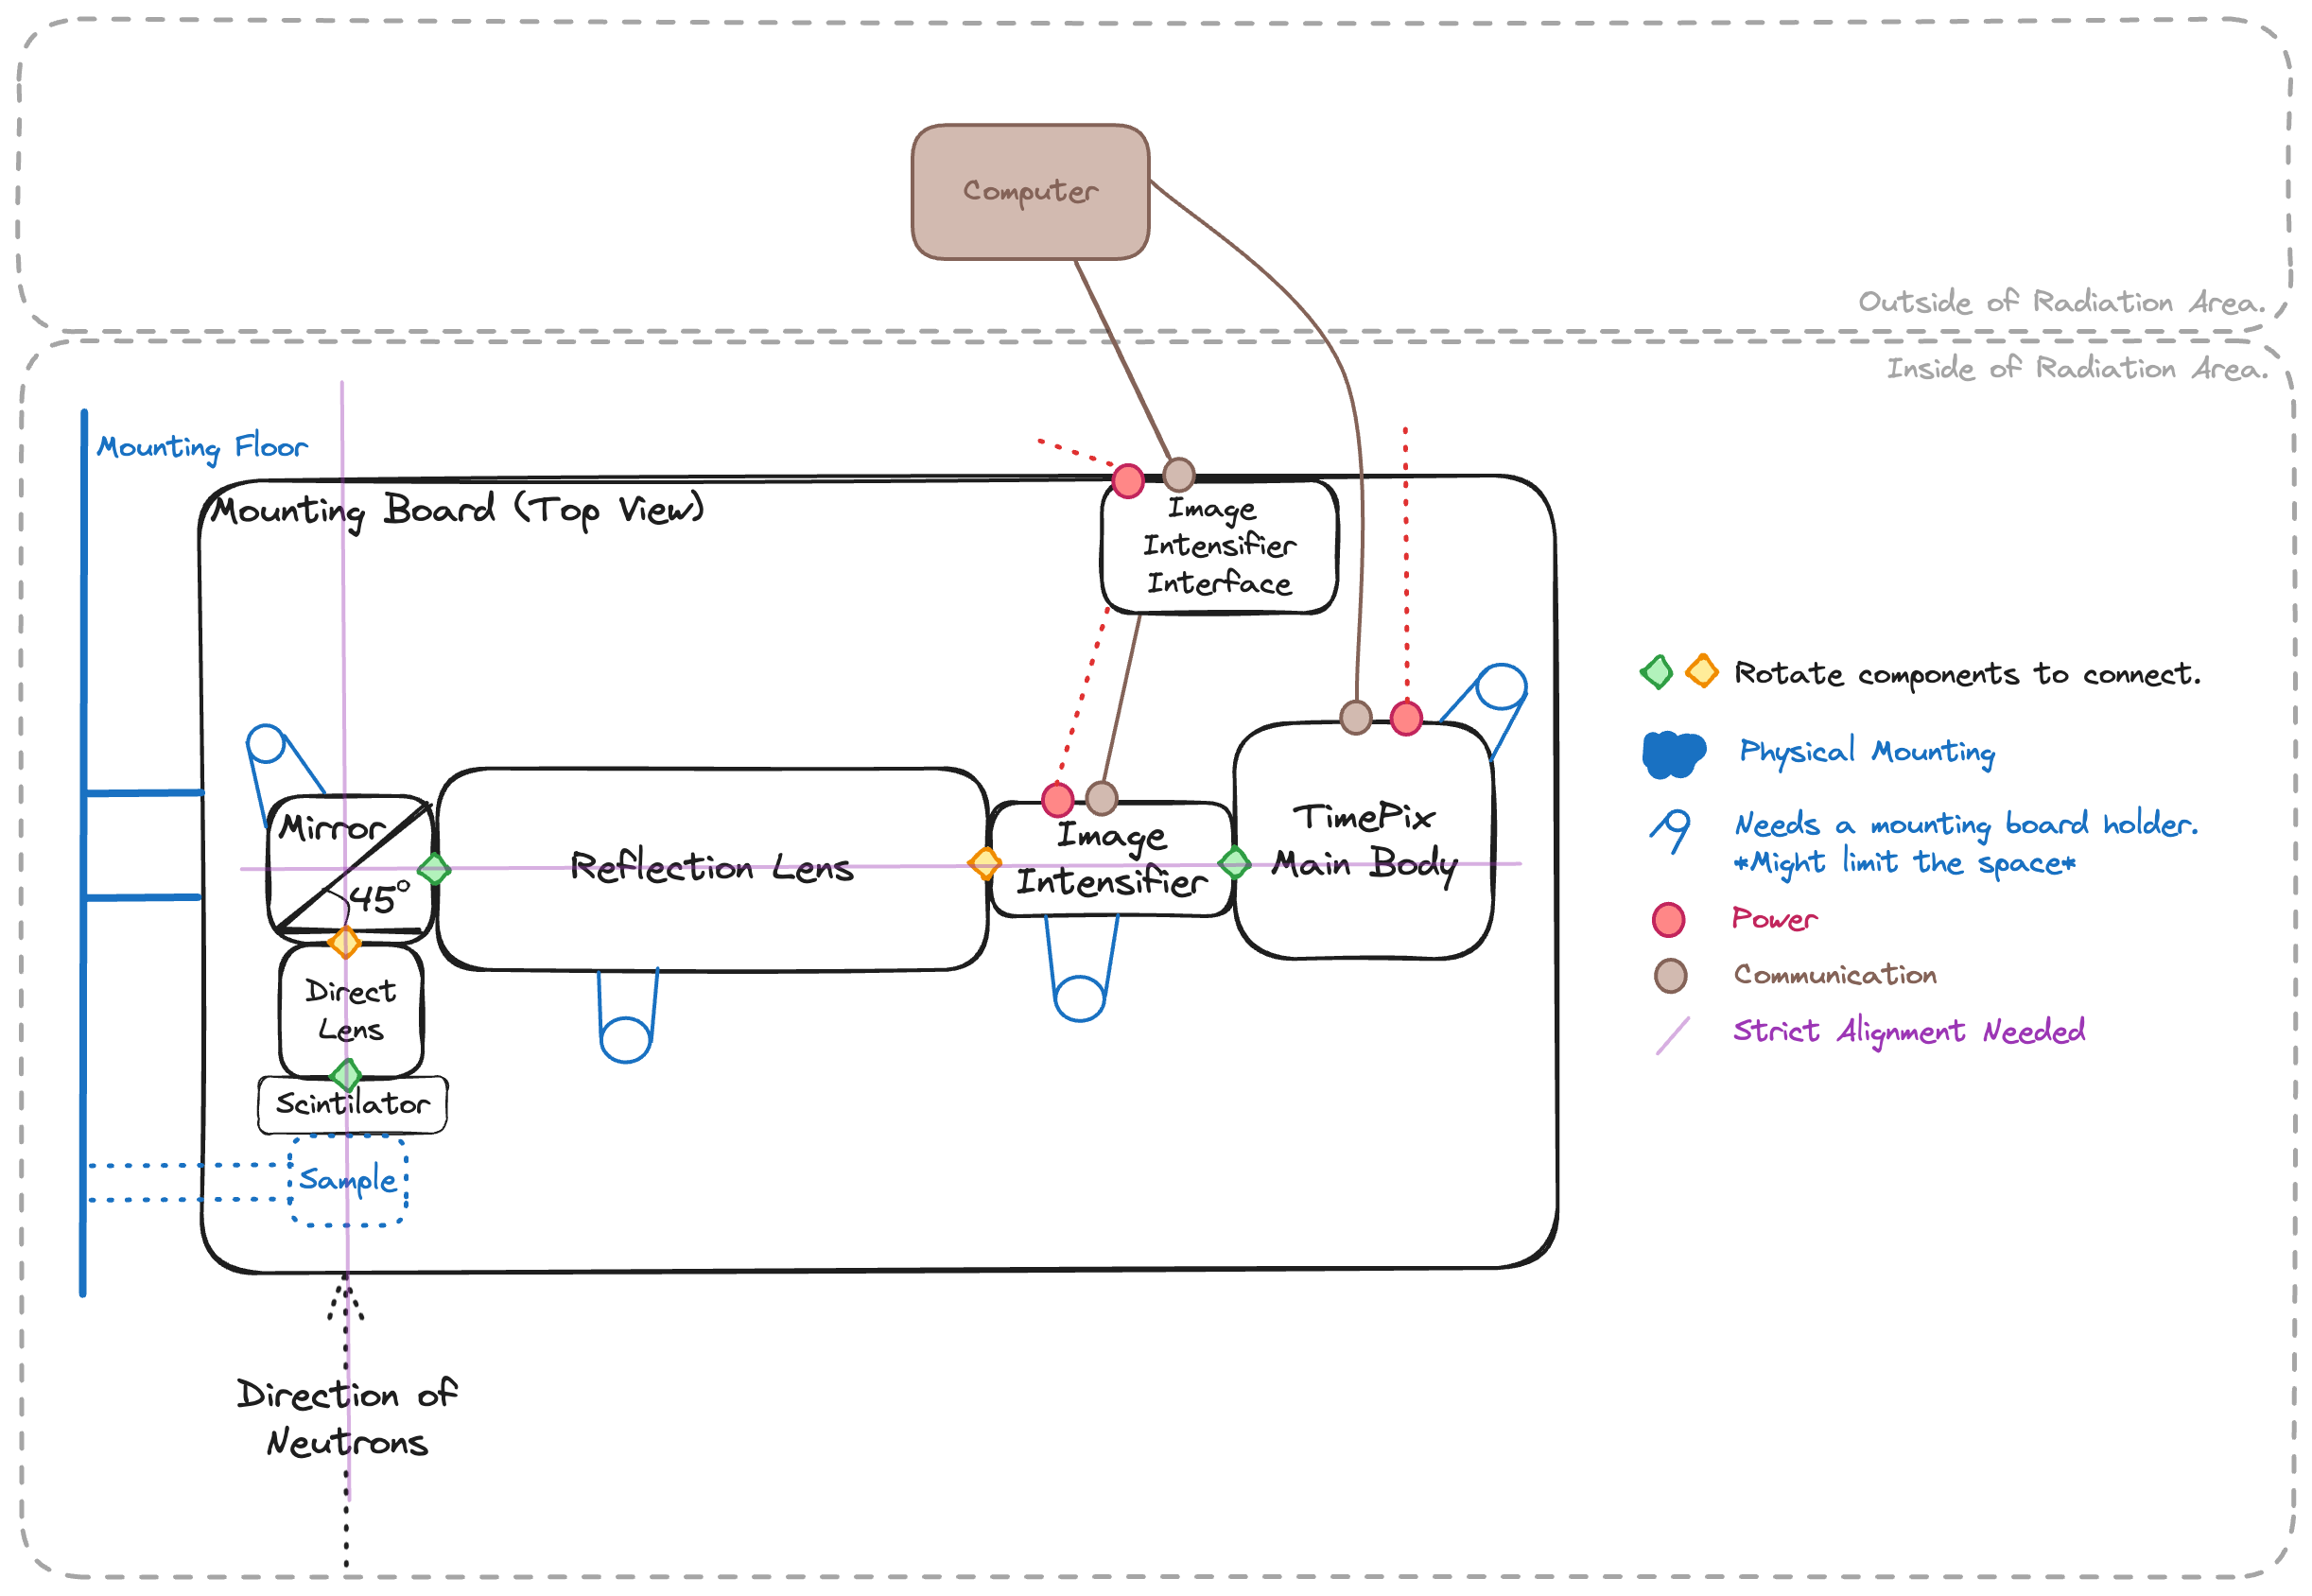 Computer
Outside of Radiation Area.
Inside of Radiation Area.
Mounting Floor
Mounting Board (Top View)
Image
Intensifier
Interface
Mirror
45°
Reflection Lens
Image
Intensifier
TimePix
Main Body
Direct
Lens
Scintilator
Sample
Direction of
Neutrons
Rotate components to connect.
Physical Mounting
Needs a mounting board holder.
*Might limit the space*
Power
Communication
Strict Alignment Needed